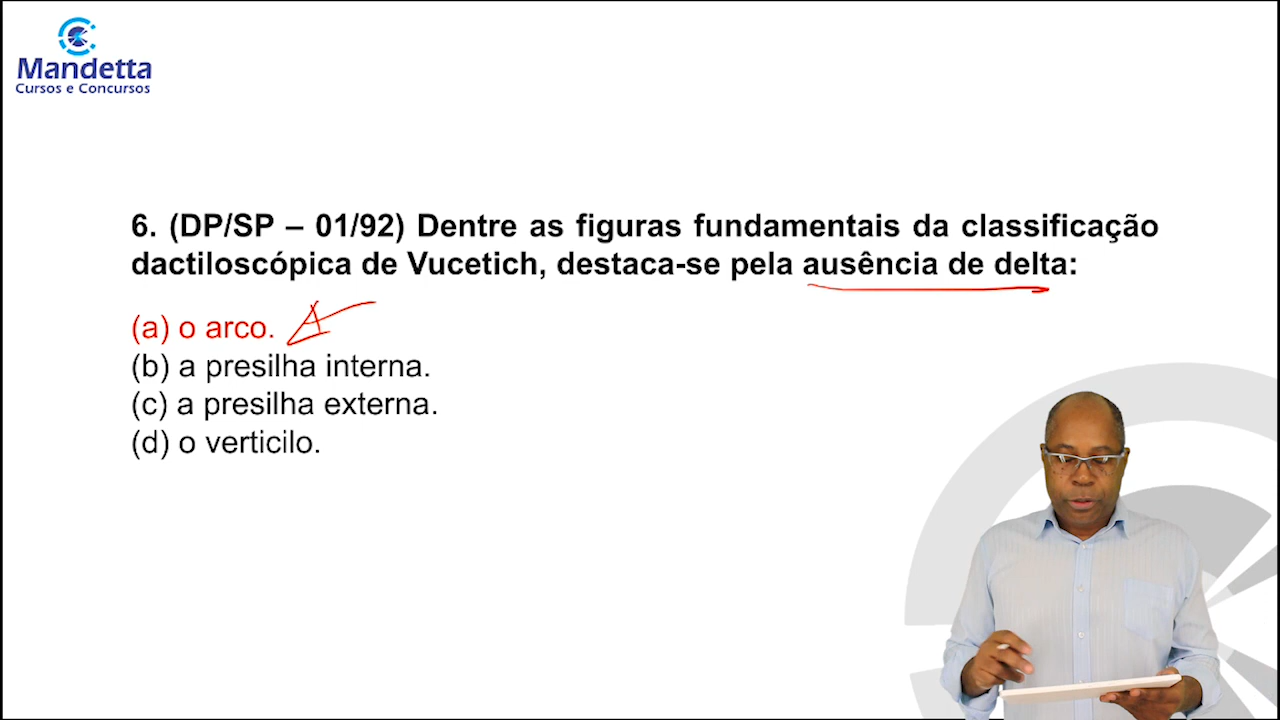 Mandetta
Cursos e Concursos
6. (DP/SP – 01/92) Dentre as figuras fundamentais da classificação
dactiloscópica de Vucetich, destaca-se pela ausência de delta:
(a) o arco. A
(b) a presilha interna.
(c) a presilha externa.
(d) o verticilo.